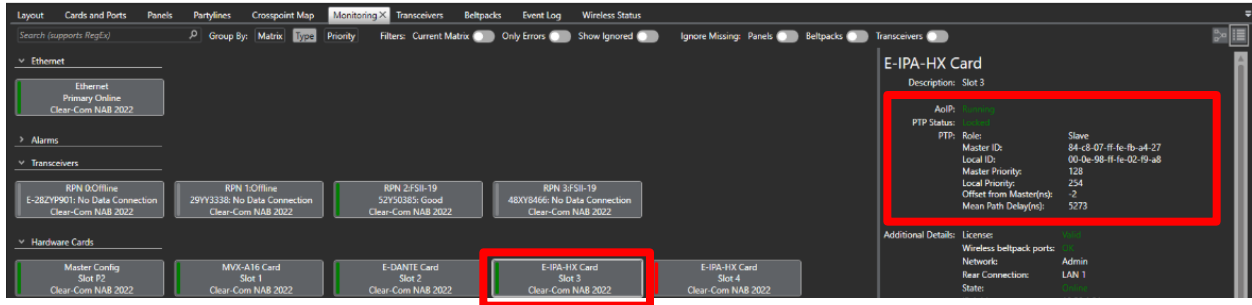 Layout Cards and Ports Panels Partylines Crosspoint Map Monitoring X Transceivers Beltpacks Event Log Wireless Status
Search (supports RegEx) Group By: Matrix Type Priority Filters: Current Matrix Only Errors Show Ignored Ignore Missing: Panels Beltpacks Transceivers
Ethernet
Ethernet
Primary Online
Clear-Com NAB 2022
Alarms
Transceivers
RPN 0:Offline
E-28ZYP901: No Data Connection
Clear-Com NAB 2022
RPN 1:Offline
29YY3338: No Data Connection
Clear-Com NAB 2022
RPN 2:FSII-19
52Y50385: Good
Clear-Com NAB 2022
RPN 3:FSII-19
48XY8466: No Data Connection
Clear-Com NAB 2022
Hardware Cards
Master Config
Slot P2
Clear-Com NAB 2022
MVX-A16 Card
Slot 1
Clear-Com NAB 2022
E-DANTE Card
Slot 2
Clear-Com NAB 2022
E-IPA-HX Card
Slot 3
Clear-Com NAB 2022
E-IPA-HX Card
Slot 4
Clear-Com NAB 2022
E-IPA-HX Card
Description: Slot 3
AoIP: Running
PTP Status: Locked
PTP: Role: Slave
Master ID: 84-c8-07-ff-fe-fb-a4-27
Local ID: 00-0e-98-ff-fe-02-f9-a8
Master Priority: 128
Local Priority: 254
Offset from Master(ns): -2
Mean Path Delay(ns): 5273
Additional Details: License: Valid
Wireless beltpack ports: OK
Network: Admin
Rear Connection: LAN 1
State: Online